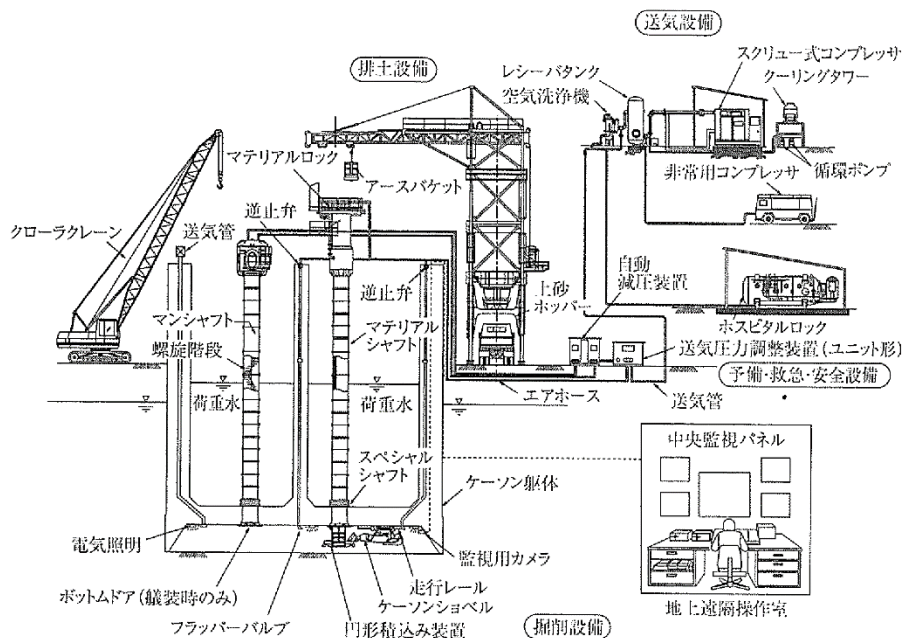 送気設備
スクリュー式コンプレッサ
レシーバタンク
クーリングタワー
空気洗浄機
排土設備
マテリアルロック
アースバケット
循環ポンプ
非常用コンプレッサ
逆止弁
送気管
クローラクレーン
逆止弁
土砂
ホッパー
自動
減圧装置
ホスピタルロック
マンシャフト
マテリアル
シャフト
送気圧力調整装置(ユニット形)
螺旋階段
予備・救急・安全設備
エアホース
送気管
荷重水
荷重水
中央監視パネル
スペシャル
シャフト
ケーソン躯体
電気照明
監視用カメラ
走行レール
ボットムドア(艤装時のみ)
ケーソンショベル
地上遠隔操作室
フラッパーバルブ
円形積込み装置
掘削設備